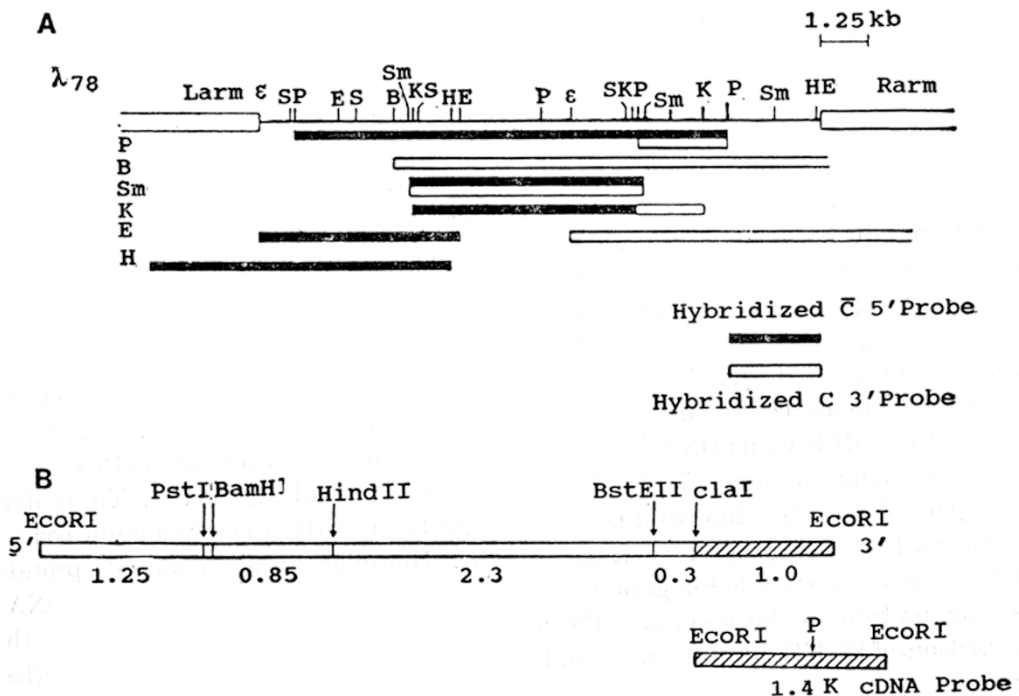 A
1.25 kb
λ78
Larm ε SP E S B Sm KS HE P ε SKP Sm K P Sm HE Rarm
P
B
Sm
K
E
H
Hybridized C̄ 5′Probe
Hybridized C 3′Probe
B
PstI BamH] HindII BstEII claI
EcoRI EcoRI
5′ 3′
1.25 0.85 2.3 0.3 1.0
P
EcoRI EcoRI
1.4 K cDNA Probe